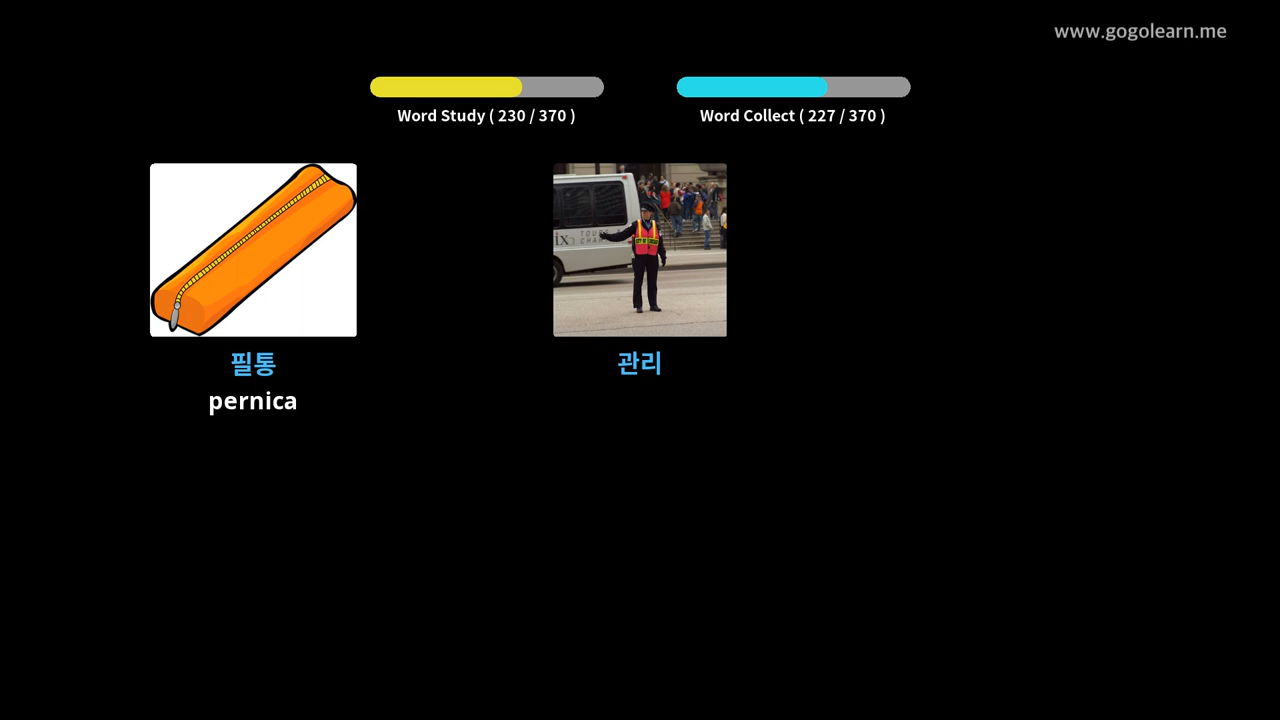 www.gogolearn.me
Word Study ( 230 / 370 )
Word Collect ( 227 / 370 )
필통
pernica
관리